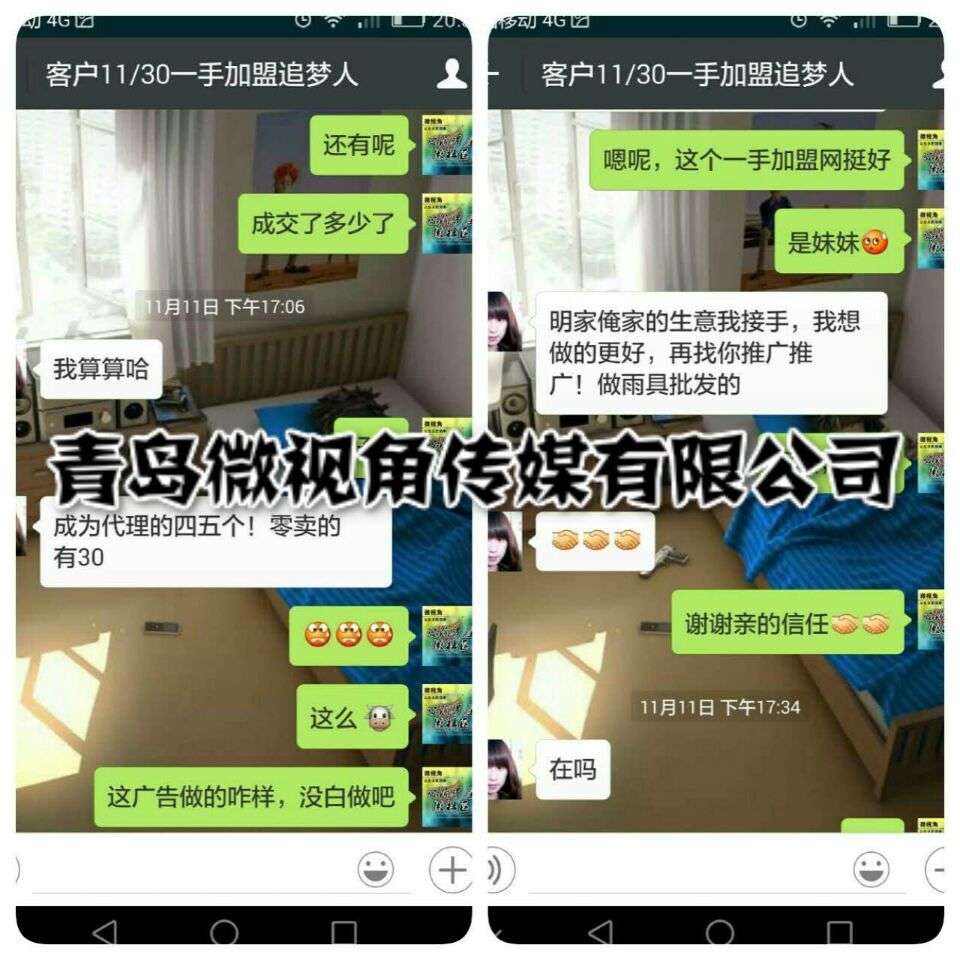 4G
20:
客户11/30一手加盟追梦人
还有呢
成交了多少了
11月11日 下午17:06
我算算哈
成为代理的四五个！零卖的
有30
这么
这广告做的咋样，没白做吧
移动 4G
客户11/30一手加盟追梦人
嗯呢，这个一手加盟网挺好
是妹妹
明家俺家的生意我接手，我想
做的更好，再找你推广推
广！做雨具批发的
谢谢亲的信任
11月11日 下午17:34
在吗
青岛微视角传媒有限公司